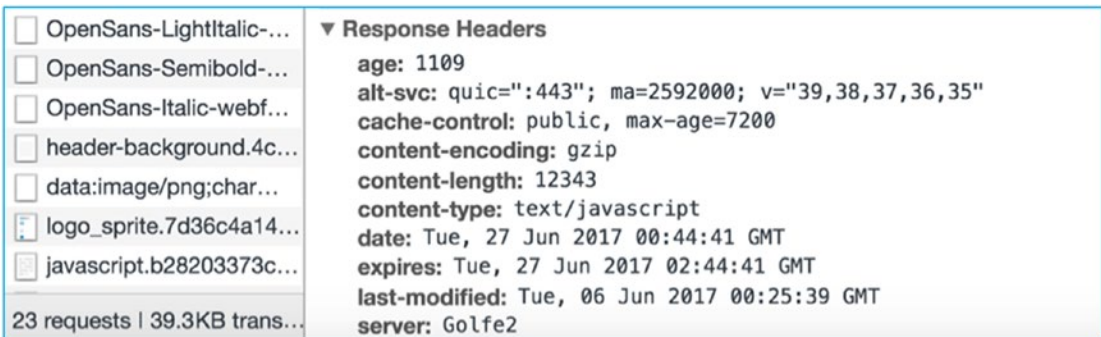 OpenSans-LightItalic-...
OpenSans-Semibold-...
OpenSans-Italic-webf...
header-background.4c...
data:image/png;char...
logo_sprite.7d36c4a14...
javascript.b28203373c...
23 requests | 39.3KB trans...
▼ Response Headers
age: 1109
alt-svc: quic=":443"; ma=2592000; v="39,38,37,36,35"
cache-control: public, max-age=7200
content-encoding: gzip
content-length: 12343
content-type: text/javascript
date: Tue, 27 Jun 2017 00:44:41 GMT
expires: Tue, 27 Jun 2017 02:44:41 GMT
last-modified: Tue, 06 Jun 2017 00:25:39 GMT
server: Golfe2